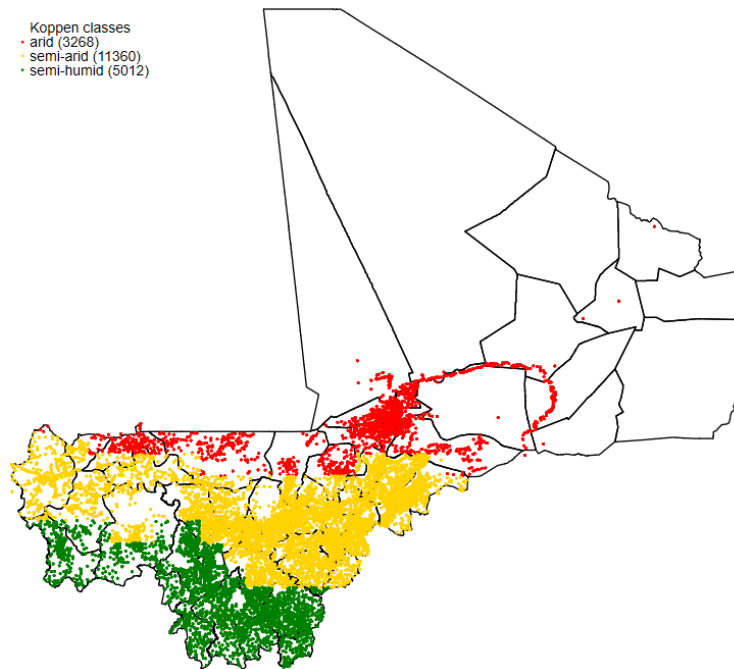 Koppen classes
arid (3268)
semi-arid (11360)
semi-humid (5012)